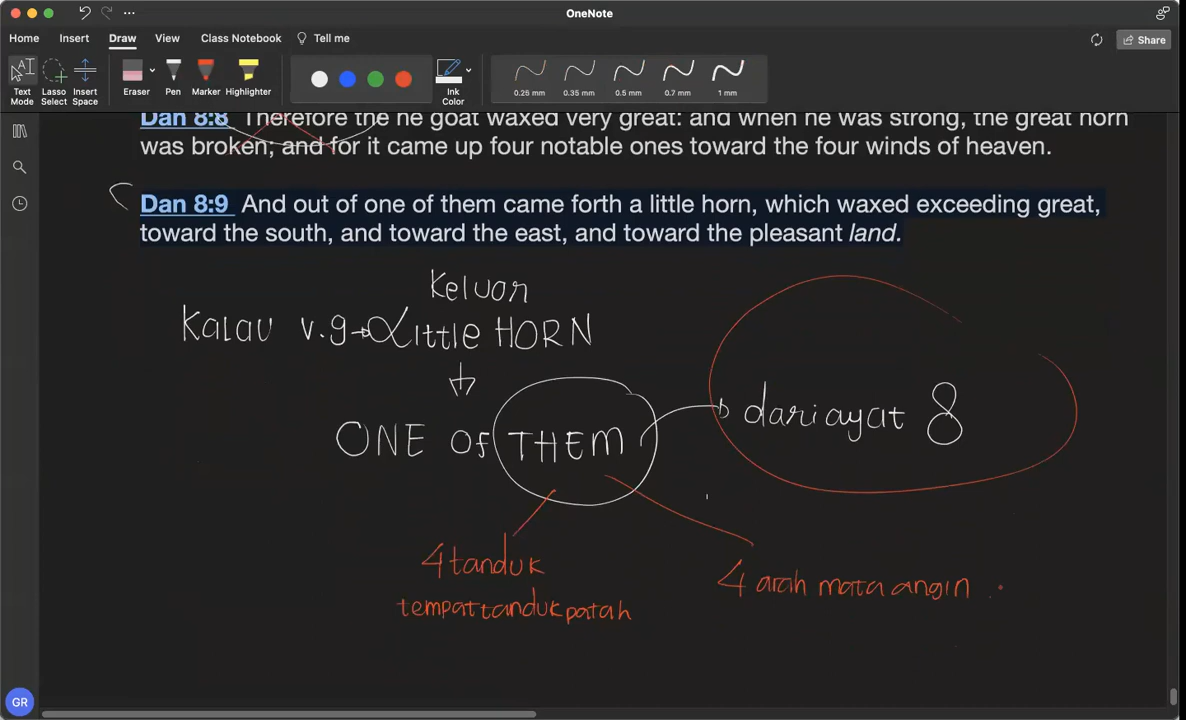 OneNote
Home Insert Draw View Class Notebook Tell me
Share
Text Mode
Lasso Select
Insert Space
Eraser
Pen
Marker
Highlighter
Ink Color
0.25 mm
0.35 mm
0.5 mm
0.7 mm
1 mm
Dan 8:8 Therefore the he goat waxed very great: and when he was strong, the great horn
was broken; and for it came up four notable ones toward the four winds of heaven.
Dan 8:9 And out of one of them came forth a little horn, which waxed exceeding great,
toward the south, and toward the east, and toward the pleasant land.
Keluar
Kalau v.9 → Little HORN
ONE Of THEM
dari ayat 8
4 tanduk
tempat tanduk patah
4 arah mata angin
GR